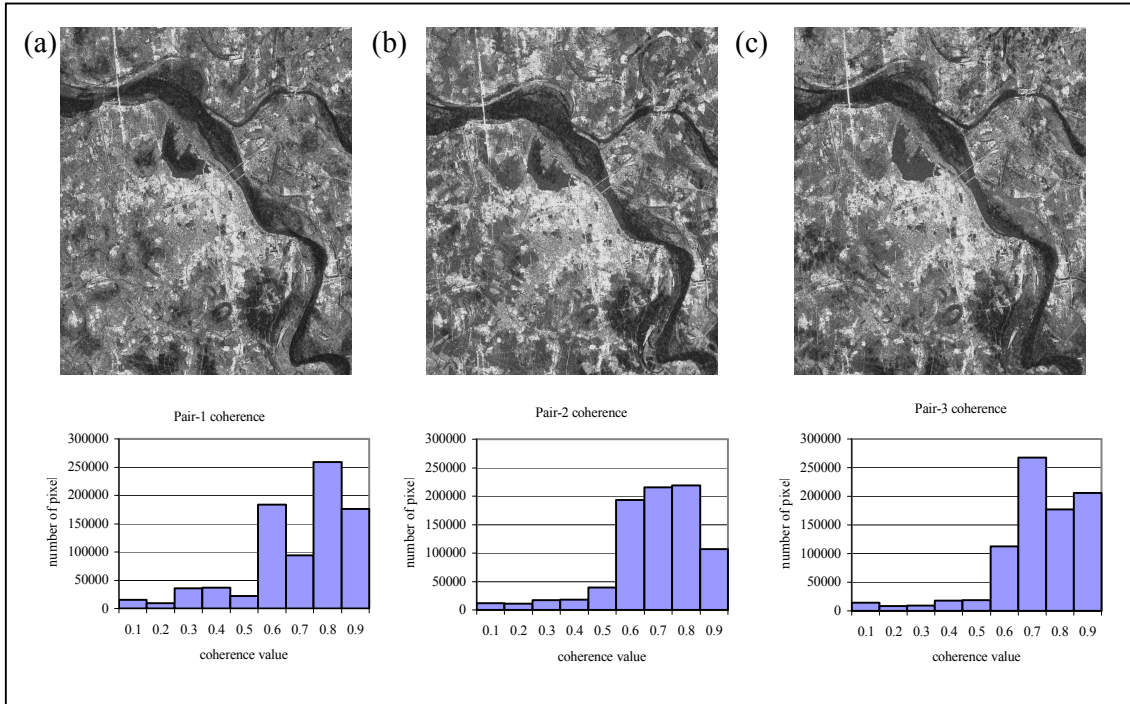 (a)
(b)
(c)
Pair-1 coherence
300000
250000
200000
150000
100000
50000
0
number of pixel
0.1 0.2 0.3 0.4 0.5 0.6 0.7 0.8 0.9
coherence value
Pair-2 coherence
300000
250000
200000
150000
100000
50000
0
number of pixel
0.1 0.2 0.3 0.4 0.5 0.6 0.7 0.8 0.9
coherence value
Pair-3 coherence
300000
250000
200000
150000
100000
50000
0
number of pixel
0.1 0.2 0.3 0.4 0.5 0.6 0.7 0.8 0.9
coherence value